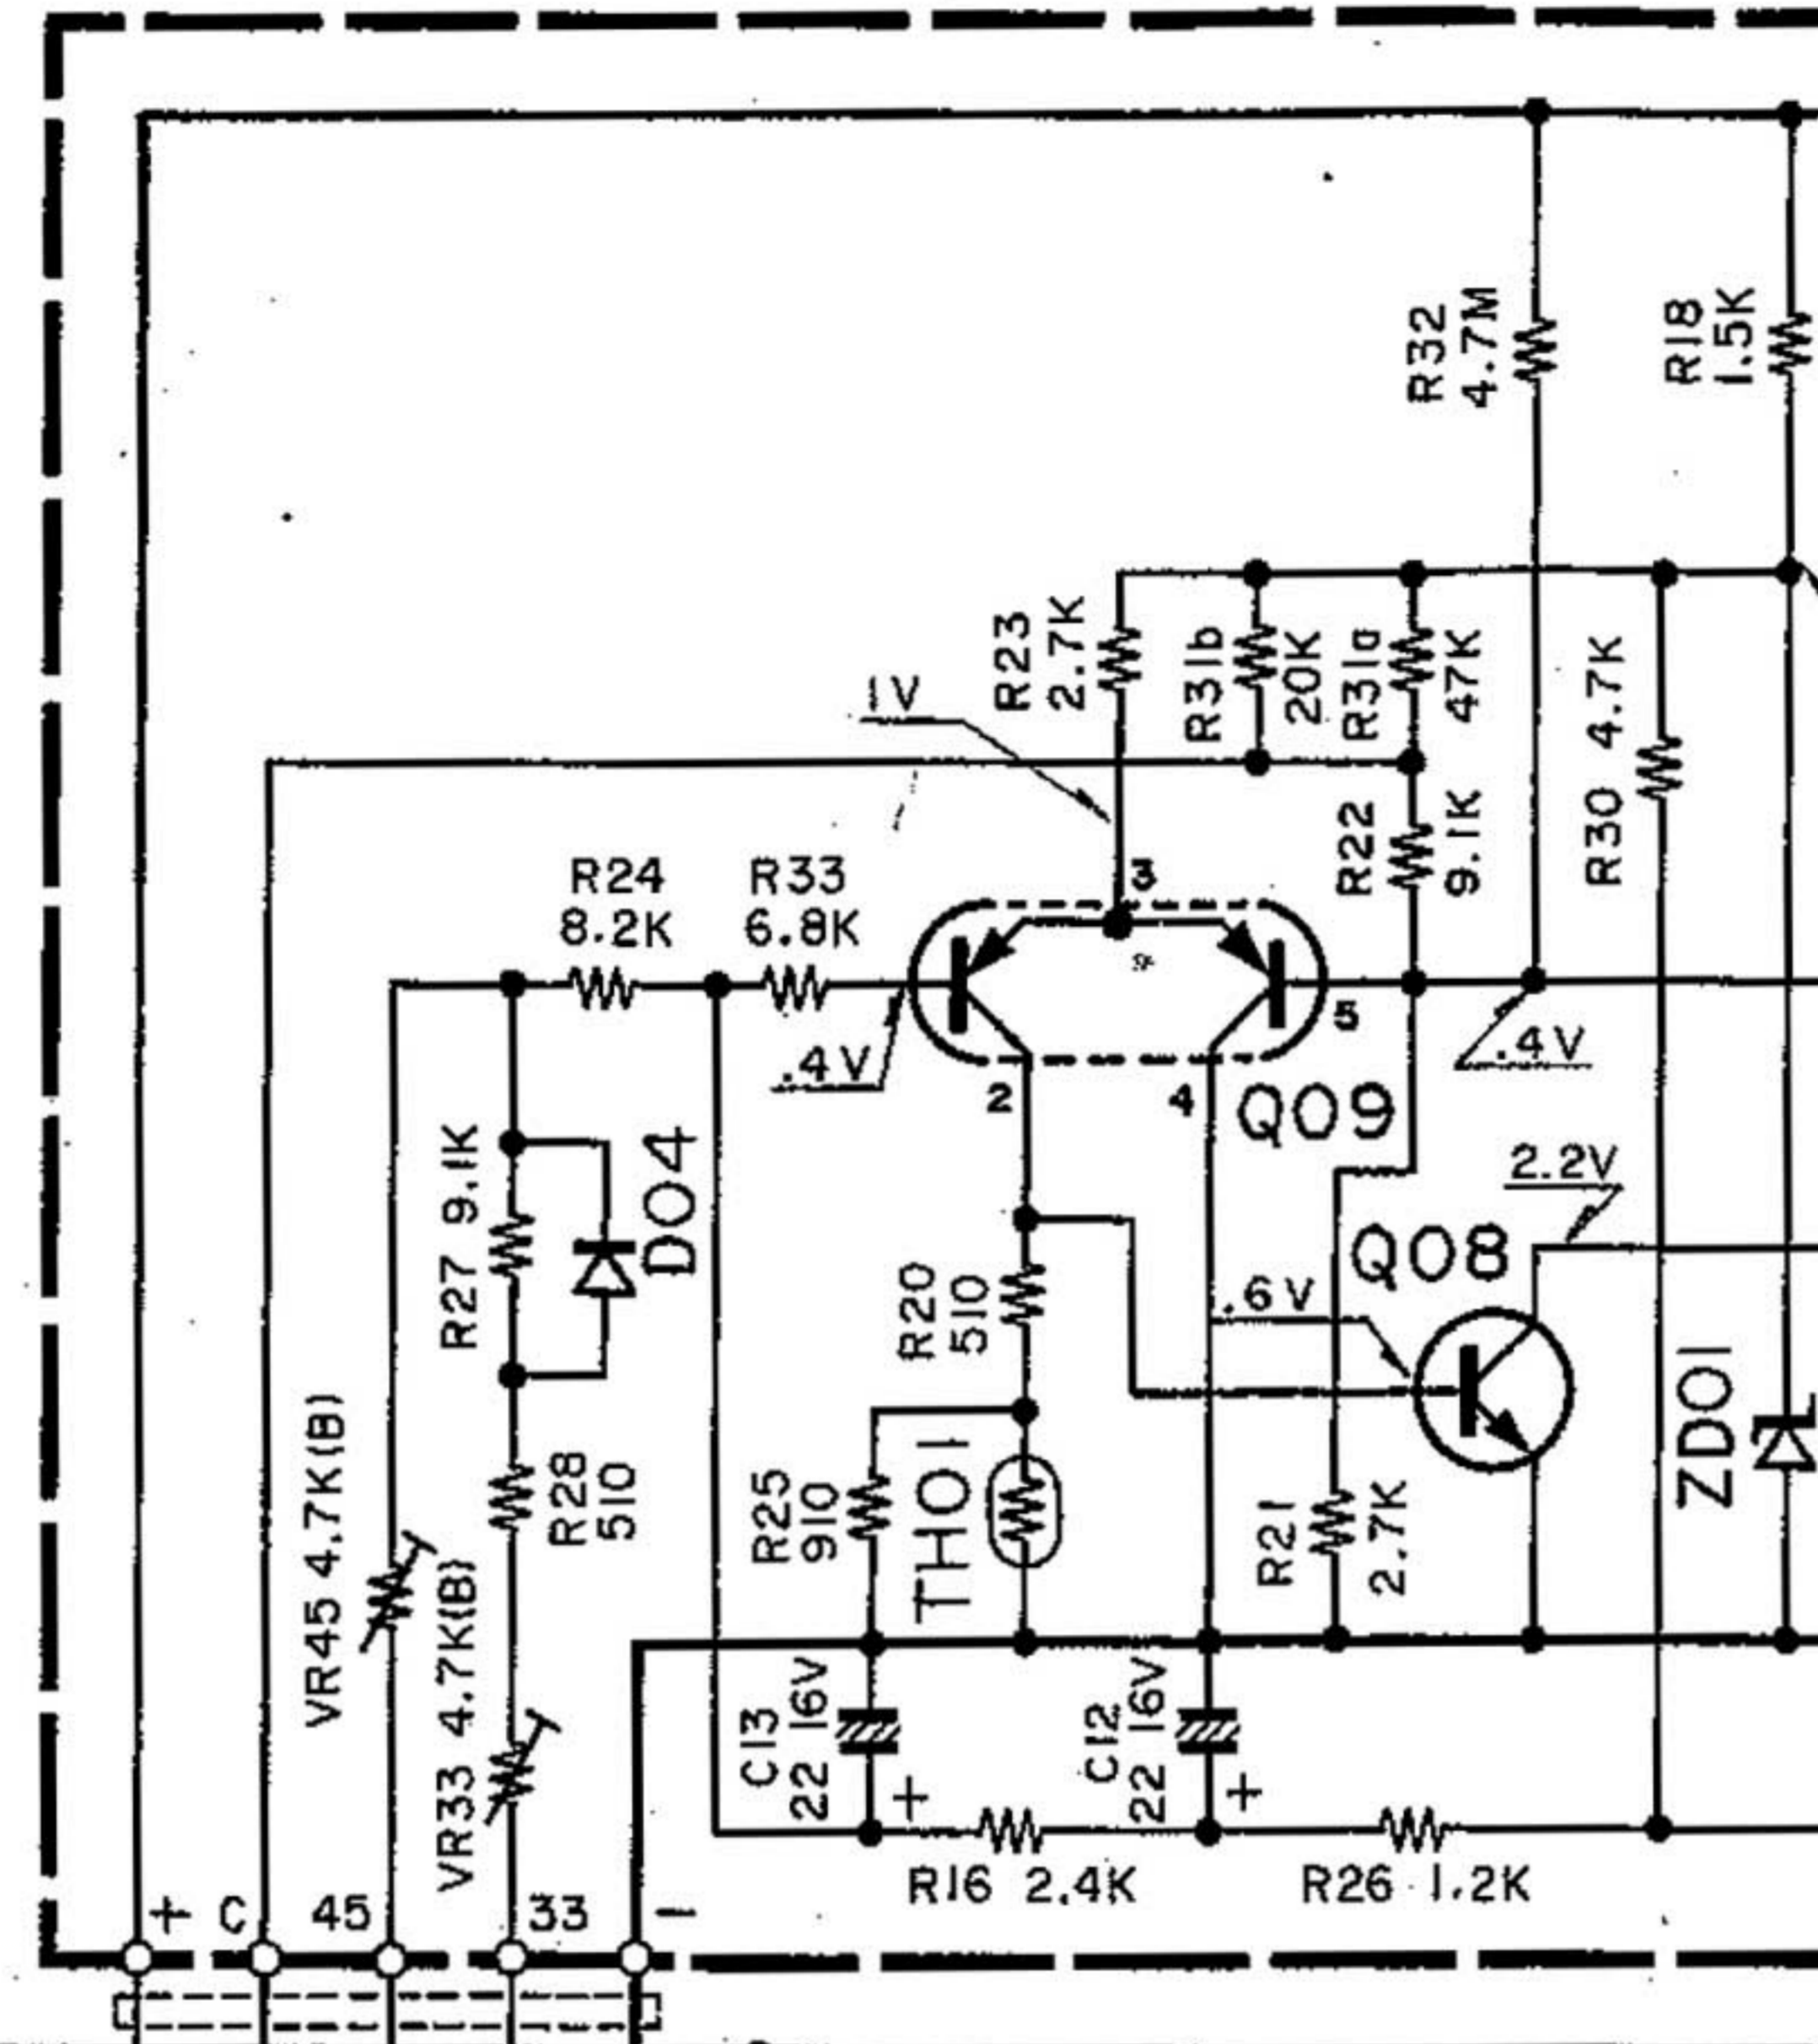 R32
4.7M
R18
1.5K
R23
2.7K
R31b
20K
R31a
47K
R30 4.7K
1V
R22
9.1K
R24
8.2K
R33
6.8K
3
5
.4V
.4V
2
4
Q09
R27 9.1K
D04
2.2V
Q08
R20
510
.6V
ZD01
VR45 4.7K(B)
R28
510
R25
910
TH01
R21
2.7K
VR33 4.7K(B)
C13
22 16V
+
C12
22 16V
+
R16 2.4K
R26 1.2K
+ C 45 33 -